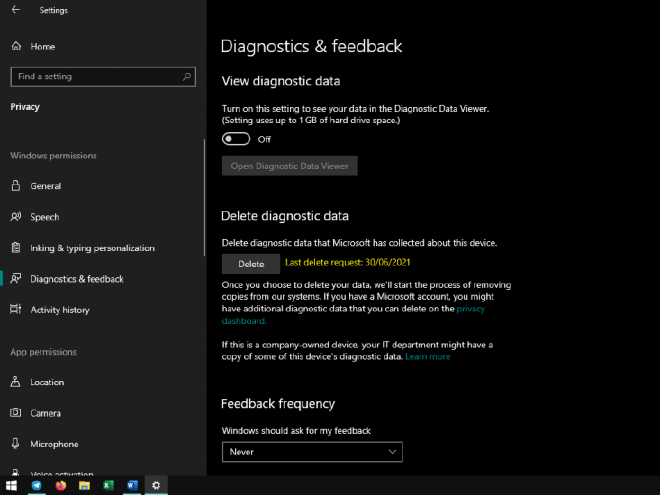 Settings
Home
Find a setting
Privacy
Windows permissions
General
Speech
Inking & typing personalization
Diagnostics & feedback
Activity history
App permissions
Location
Camera
Microphone
Voice activation
Diagnostics & feedback
View diagnostic data
Turn on this setting to see your data in the Diagnostic Data Viewer.
(Setting uses up to 1 GB of hard drive space.)
Off
Open Diagnostic Data Viewer
Delete diagnostic data
Delete diagnostic data that Microsoft has collected about this device.
Delete
Last delete request: 30/06/2021
Once you choose to delete your data, we'll start the process of removing
copies from our systems. If you have a Microsoft account, you might
have additional diagnostic data that you can delete on the privacy
dashboard.
If this is a company-owned device, your IT department might have a
copy of some of this device's diagnostic data. Learn more
Feedback frequency
Windows should ask for my feedback
Never